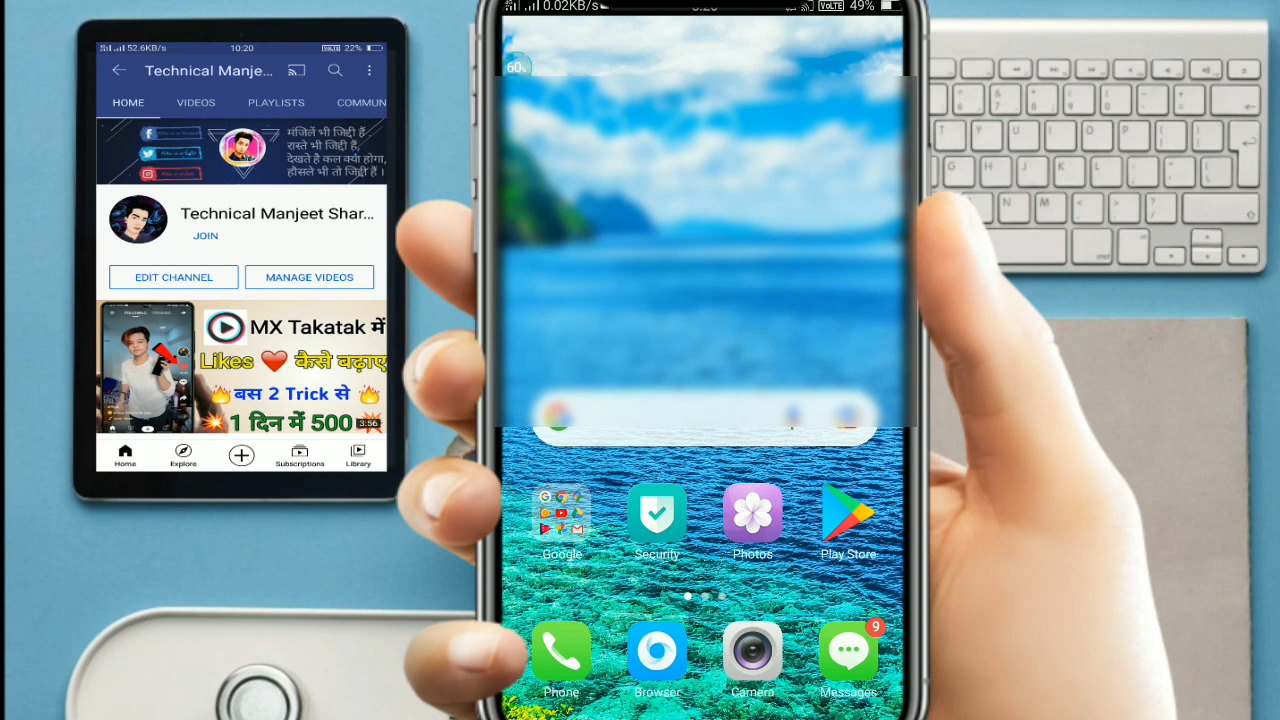 52.6KB/s 10:20 VoLTE 22%
Technical Manje...
HOME VIDEOS PLAYLISTS COMMUN
मंजिलें भी जिद्दी हैं,
रास्ते भी जिद्दी हैं,
देखते है कल क्या होगा,
हौसले भी तो जिद्दी हैं ।
Technical Manjeet Shar...
JOIN
EDIT CHANNEL MANAGE VIDEOS
MX Takatak में
Likes ❤️ कैसे बढ़ाए
🔥बस 2 Trick से 🔥
💥1 दिन में 500💥
3:56
Home Explore Subscriptions Library
0.02KB/s VoLTE 49%
60%
Google Security Photos Play Store
9
Phone Browser Camera Messages